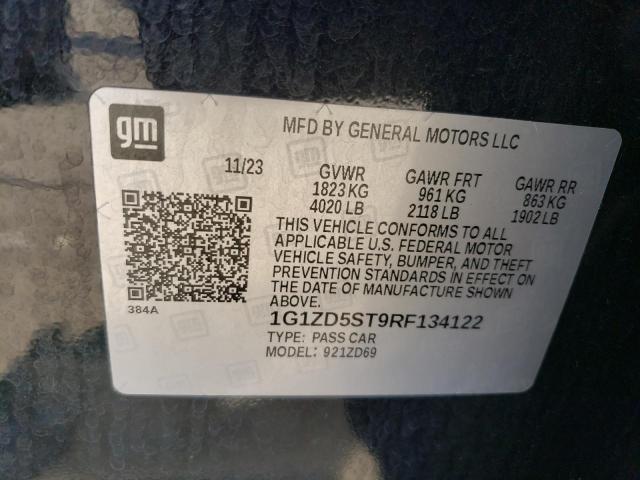 gm
MFD BY GENERAL MOTORS LLC
11/23
GVWR GAWR FRT GAWR RR
1823 KG 961 KG 863 KG
4020 LB 2118 LB 1902 LB
THIS VEHICLE CONFORMS TO ALL
APPLICABLE U.S. FEDERAL MOTOR
VEHICLE SAFETY, BUMPER, AND THEFT
PREVENTION STANDARDS IN EFFECT ON
THE DATE OF MANUFACTURE SHOWN
ABOVE.
384A
1G1ZD5ST9RF134122
TYPE: PASS CAR
MODEL: 921ZD69